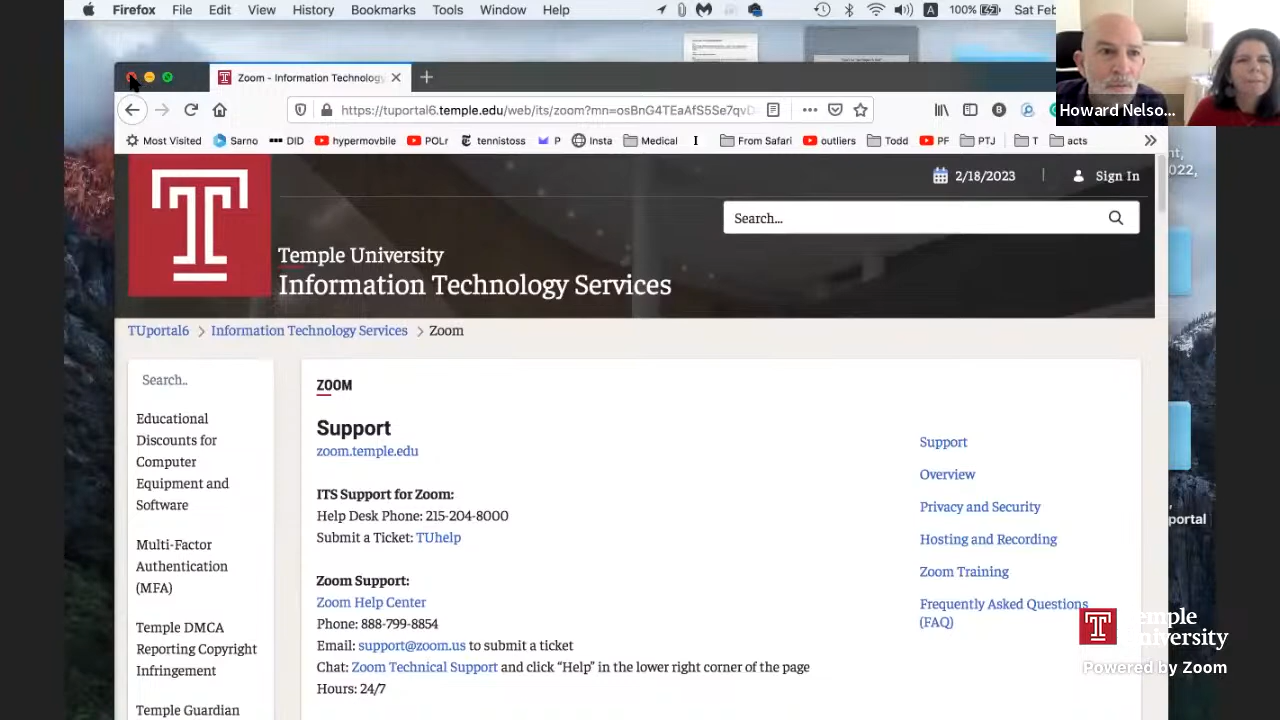 Firefox File Edit View History Bookmarks Tools Window Help A 100% Sat Feb
Zoom - Information Technology
https://tuportal6.temple.edu/web/its/zoom?mn=osBnG4TEaAfS5Se7qvD
Howard Nelso...
Most Visited Sarno DID hypermovbile POLr tennistoss P Insta Medical I From Safari outliers Todd PF PTJ T acts
022,
2/18/2023 | Sign In
T
Search...
Temple University
Information Technology Services
TUportal6 > Information Technology Services > Zoom
Search..
Educational
Discounts for
Computer
Equipment and
Software
Multi-Factor
Authentication
(MFA)
Temple DMCA
Reporting Copyright
Infringement
Temple Guardian
ZOOM
Support
zoom.temple.edu
ITS Support for Zoom:
Help Desk Phone: 215-204-8000
Submit a Ticket: TUhelp
Zoom Support:
Zoom Help Center
Phone: 888-799-8854
Email: support@zoom.us to submit a ticket
Chat: Zoom Technical Support and click “Help” in the lower right corner of the page
Hours: 24/7
Support
Overview
Privacy and Security
Hosting and Recording
Zoom Training
Frequently Asked Questions
(FAQ)
portal
Temple
University
Powered by Zoom